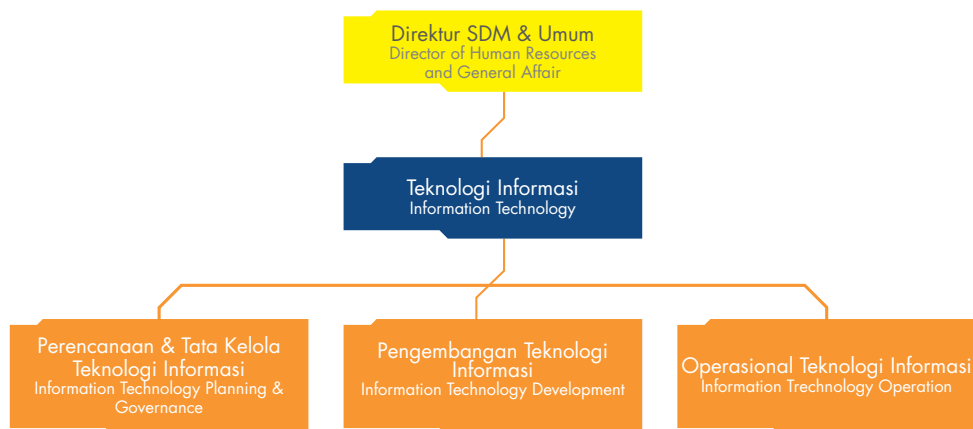 Direktur SDM & Umum
Director of Human Resources
and General Affair
Teknologi Informasi
Information Technology
Perencanaan & Tata Kelola
Teknologi Informasi
Information Technology Planning &
Governance
Pengembangan Teknologi
Informasi
Information Technology Development
Operasional Teknologi Informasi
Information Trechnology Operation